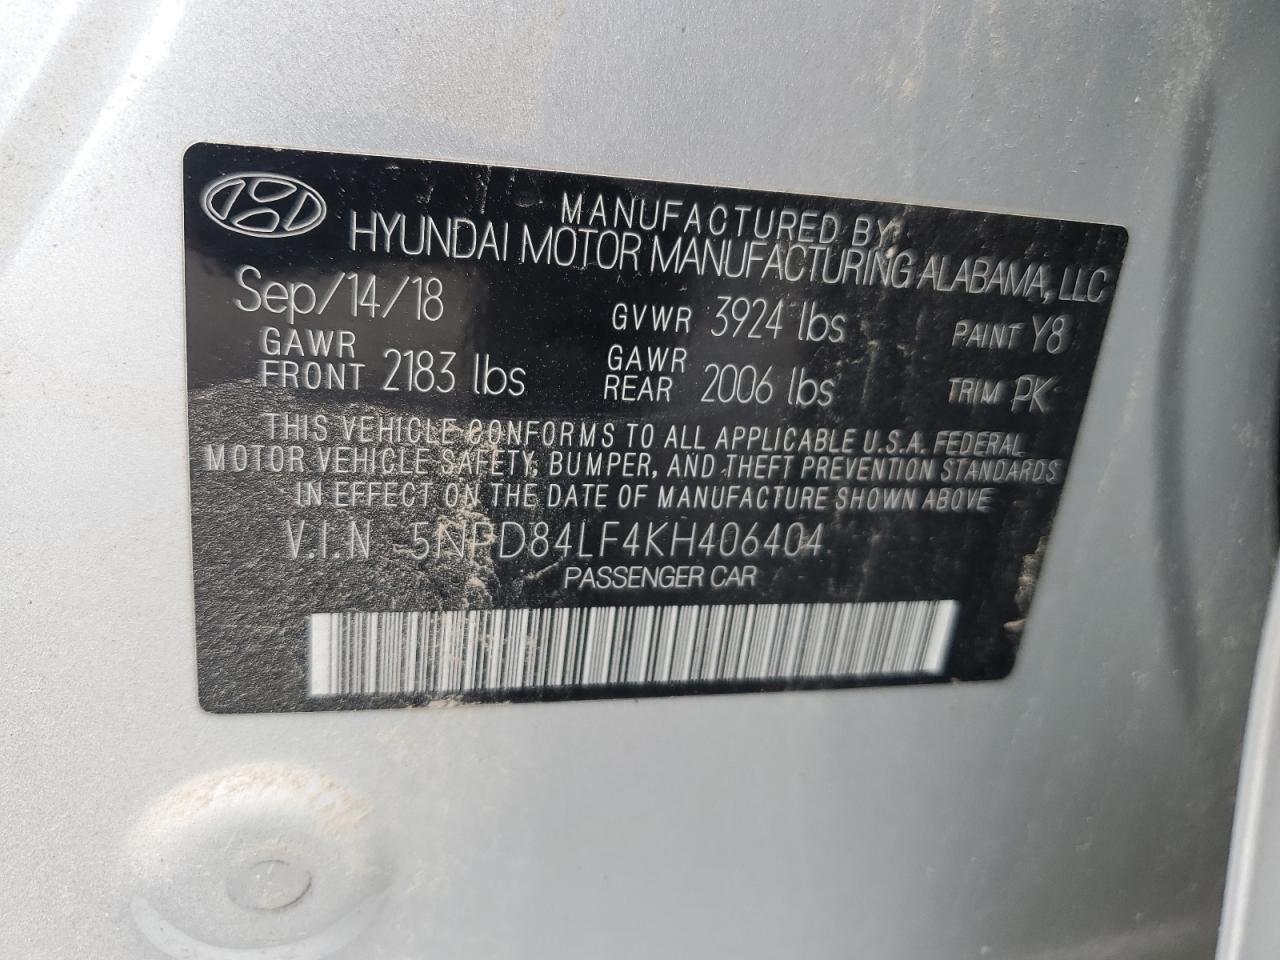 MANUFACTURED BY:
HYUNDAI MOTOR MANUFACTURING ALABAMA, LLC
Sep/14/18 GVWR 3924 lbs PAINT Y8
GAWR FRONT 2183 lbs GAWR REAR 2006 lbs TRIM PK
THIS VEHICLE CONFORMS TO ALL APPLICABLE U.S.A. FEDERAL
MOTOR VEHICLE SAFETY, BUMPER, AND THEFT PREVENTION STANDARDS
IN EFFECT ON THE DATE OF MANUFACTURE SHOWN ABOVE
V.I.N 5NPD84LF4KH406404
PASSENGER CAR